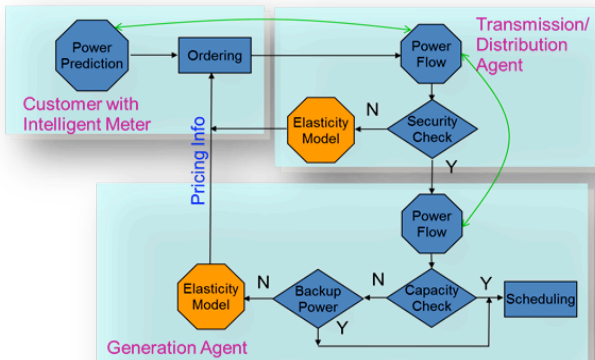 Power
Prediction
Ordering
Power
Flow
Transmission/
Distribution
Agent
Customer with
Intelligent Meter
Elasticity
Model
N
Security
Check
Y
Pricing Info
Power
Flow
Elasticity
Model
N
Backup
Power
Y
N
Capacity
Check
Y
Scheduling
Generation Agent